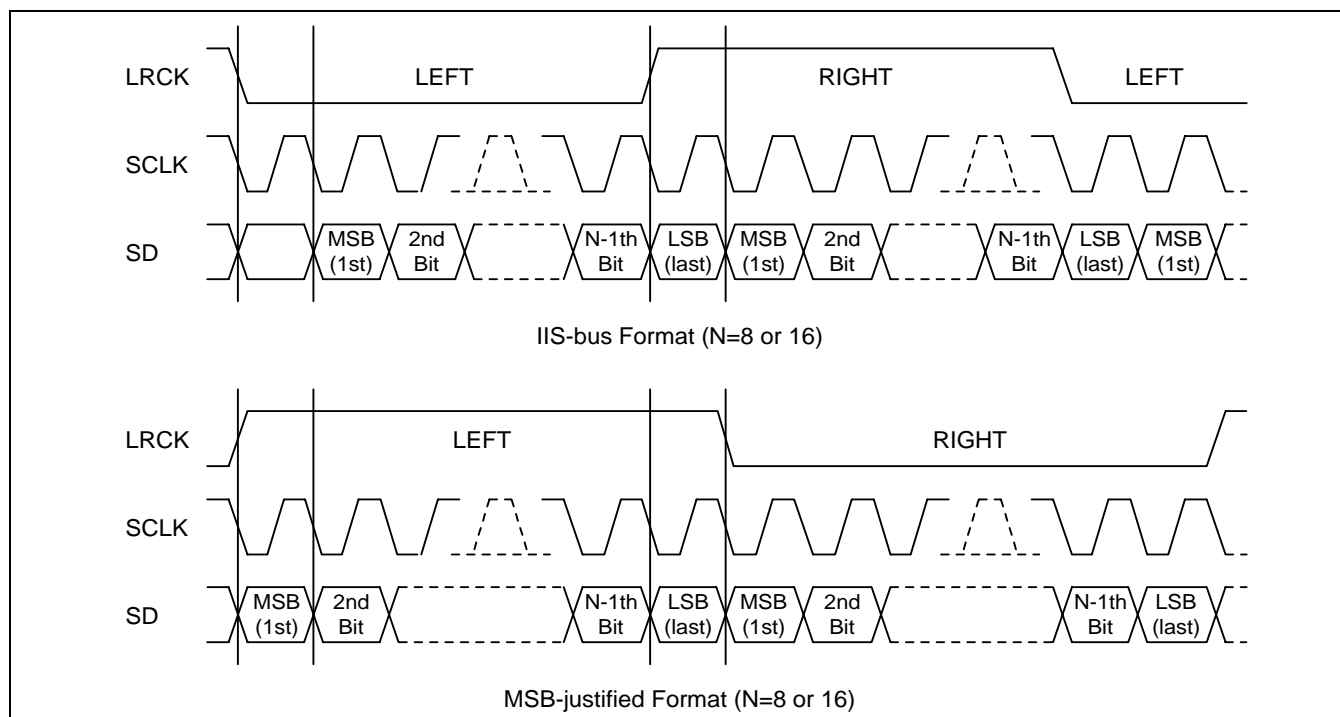 LRCK LEFT RIGHT LEFT
SCLK
SD MSB (1st) 2nd Bit N-1th Bit LSB (last) MSB (1st) 2nd Bit N-1th Bit LSB (last) MSB (1st)
IIS-bus Format (N=8 or 16)
LRCK LEFT RIGHT
SCLK
SD MSB (1st) 2nd Bit N-1th Bit LSB (last) MSB (1st) 2nd Bit N-1th Bit LSB (last)
MSB-justified Format (N=8 or 16)